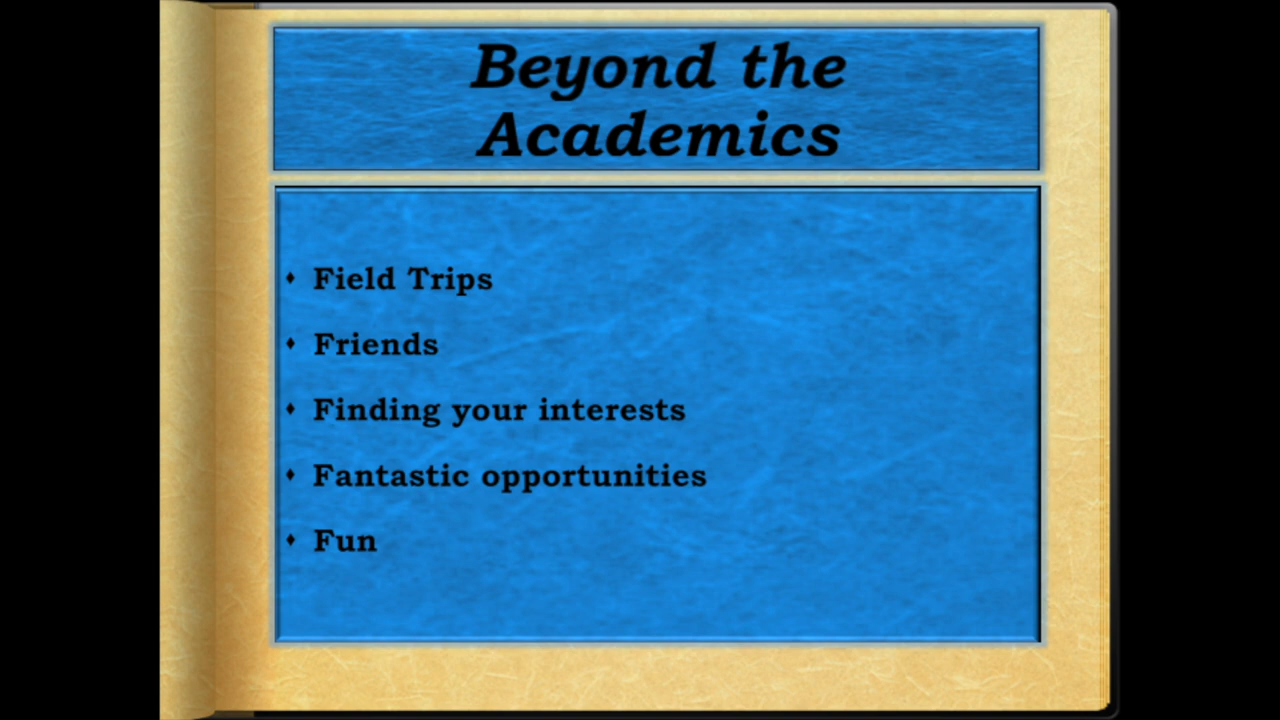 Beyond the
Academics
♦ Field Trips
♦ Friends
♦ Finding your interests
♦ Fantastic opportunities
♦ Fun